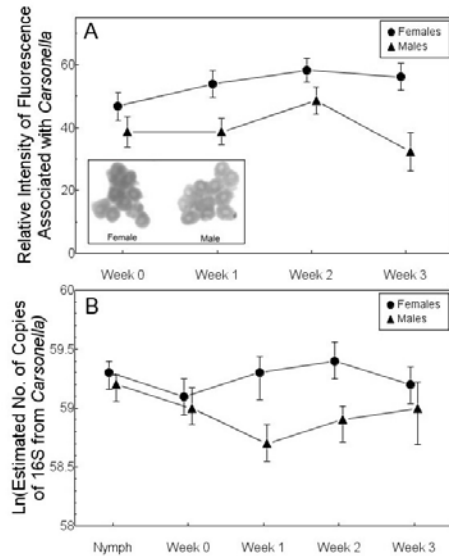 A
Females
Males
Relative Intensity of Fluorescence
Associated with Carsonella
60
40
20
0
Female
Male
Week 0
Week 1
Week 2
Week 3
B
Females
Males
Ln(Estimated No. of Copies
of 16S from Carsonella)
60
59.5
59
58.5
58
Nymph
Week 0
Week 1
Week 2
Week 3